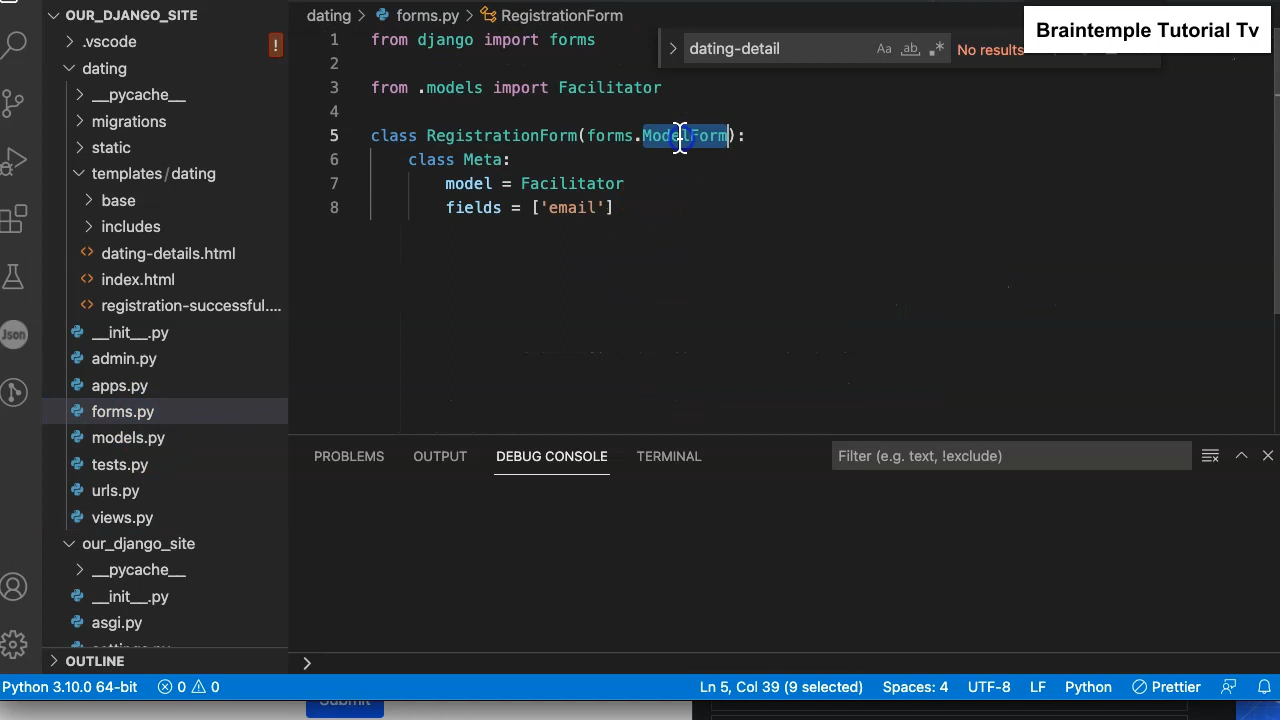 OUR_DJANGO_SITE
.vscode
!
dating
__pycache__
migrations
static
templates/dating
base
includes
dating-details.html
index.html
registration-successful....
__init__.py
admin.py
apps.py
forms.py
models.py
tests.py
urls.py
views.py
our_django_site
__pycache__
__init__.py
asgi.py
OUTLINE
Json
dating > forms.py > RegistrationForm
Braintemple Tutorial Tv
dating-detail Aa ab No results
1 from django import forms
2
3 from .models import Facilitator
4
5 class RegistrationForm(forms.ModelForm):
6 class Meta:
7 model = Facilitator
8 fields = ['email']
PROBLEMS OUTPUT DEBUG CONSOLE TERMINAL Filter (e.g. text, !exclude)
Python 3.10.0 64-bit 0 0 Ln 5, Col 39 (9 selected) Spaces: 4 UTF-8 LF Python Prettier
Submit